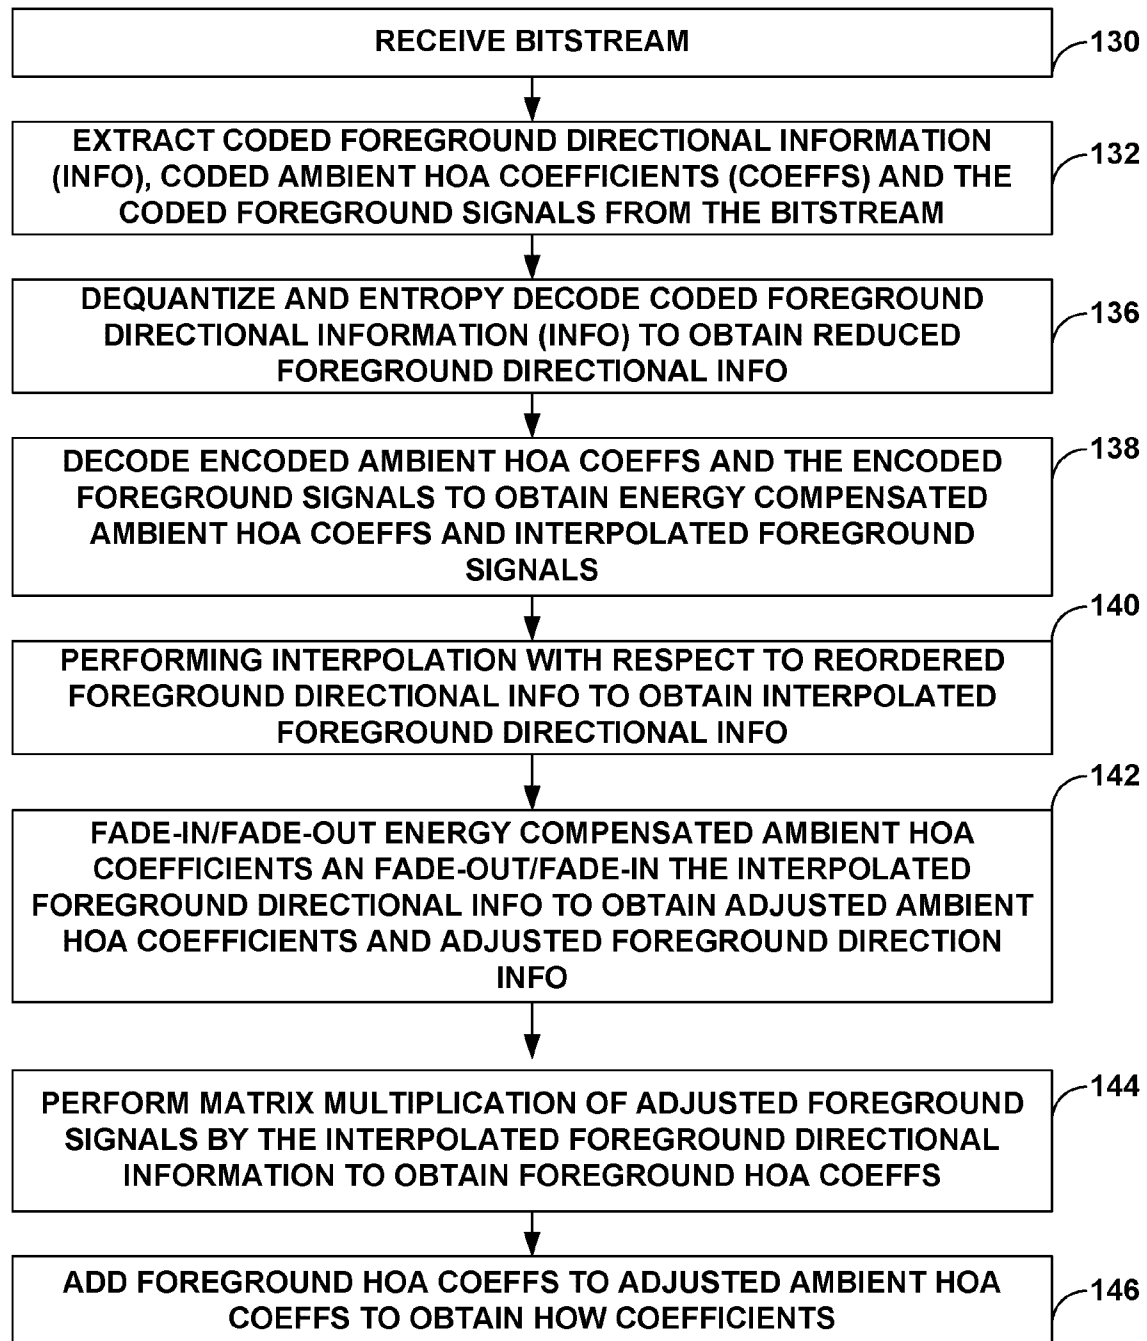 RECEIVE BITSTREAM
130
EXTRACT CODED FOREGROUND DIRECTIONAL INFORMATION
(INFO), CODED AMBIENT HOA COEFFICIENTS (COEFFS) AND THE
CODED FOREGROUND SIGNALS FROM THE BITSTREAM
132
DEQUANTIZE AND ENTROPY DECODE CODED FOREGROUND
DIRECTIONAL INFORMATION (INFO) TO OBTAIN REDUCED
FOREGROUND DIRECTIONAL INFO
136
DECODE ENCODED AMBIENT HOA COEFFS AND THE ENCODED
FOREGROUND SIGNALS TO OBTAIN ENERGY COMPENSATED
AMBIENT HOA COEFFS AND INTERPOLATED FOREGROUND
SIGNALS
138
PERFORMING INTERPOLATION WITH RESPECT TO REORDERED
FOREGROUND DIRECTIONAL INFO TO OBTAIN INTERPOLATED
FOREGROUND DIRECTIONAL INFO
140
FADE-IN/FADE-OUT ENERGY COMPENSATED AMBIENT HOA
COEFFICIENTS AN FADE-OUT/FADE-IN THE INTERPOLATED
FOREGROUND DIRECTIONAL INFO TO OBTAIN ADJUSTED AMBIENT
HOA COEFFICIENTS AND ADJUSTED FOREGROUND DIRECTION
INFO
142
PERFORM MATRIX MULTIPLICATION OF ADJUSTED FOREGROUND
SIGNALS BY THE INTERPOLATED FOREGROUND DIRECTIONAL
INFORMATION TO OBTAIN FOREGROUND HOA COEFFS
144
ADD FOREGROUND HOA COEFFS TO ADJUSTED AMBIENT HOA
COEFFS TO OBTAIN HOW COEFFICIENTS
146